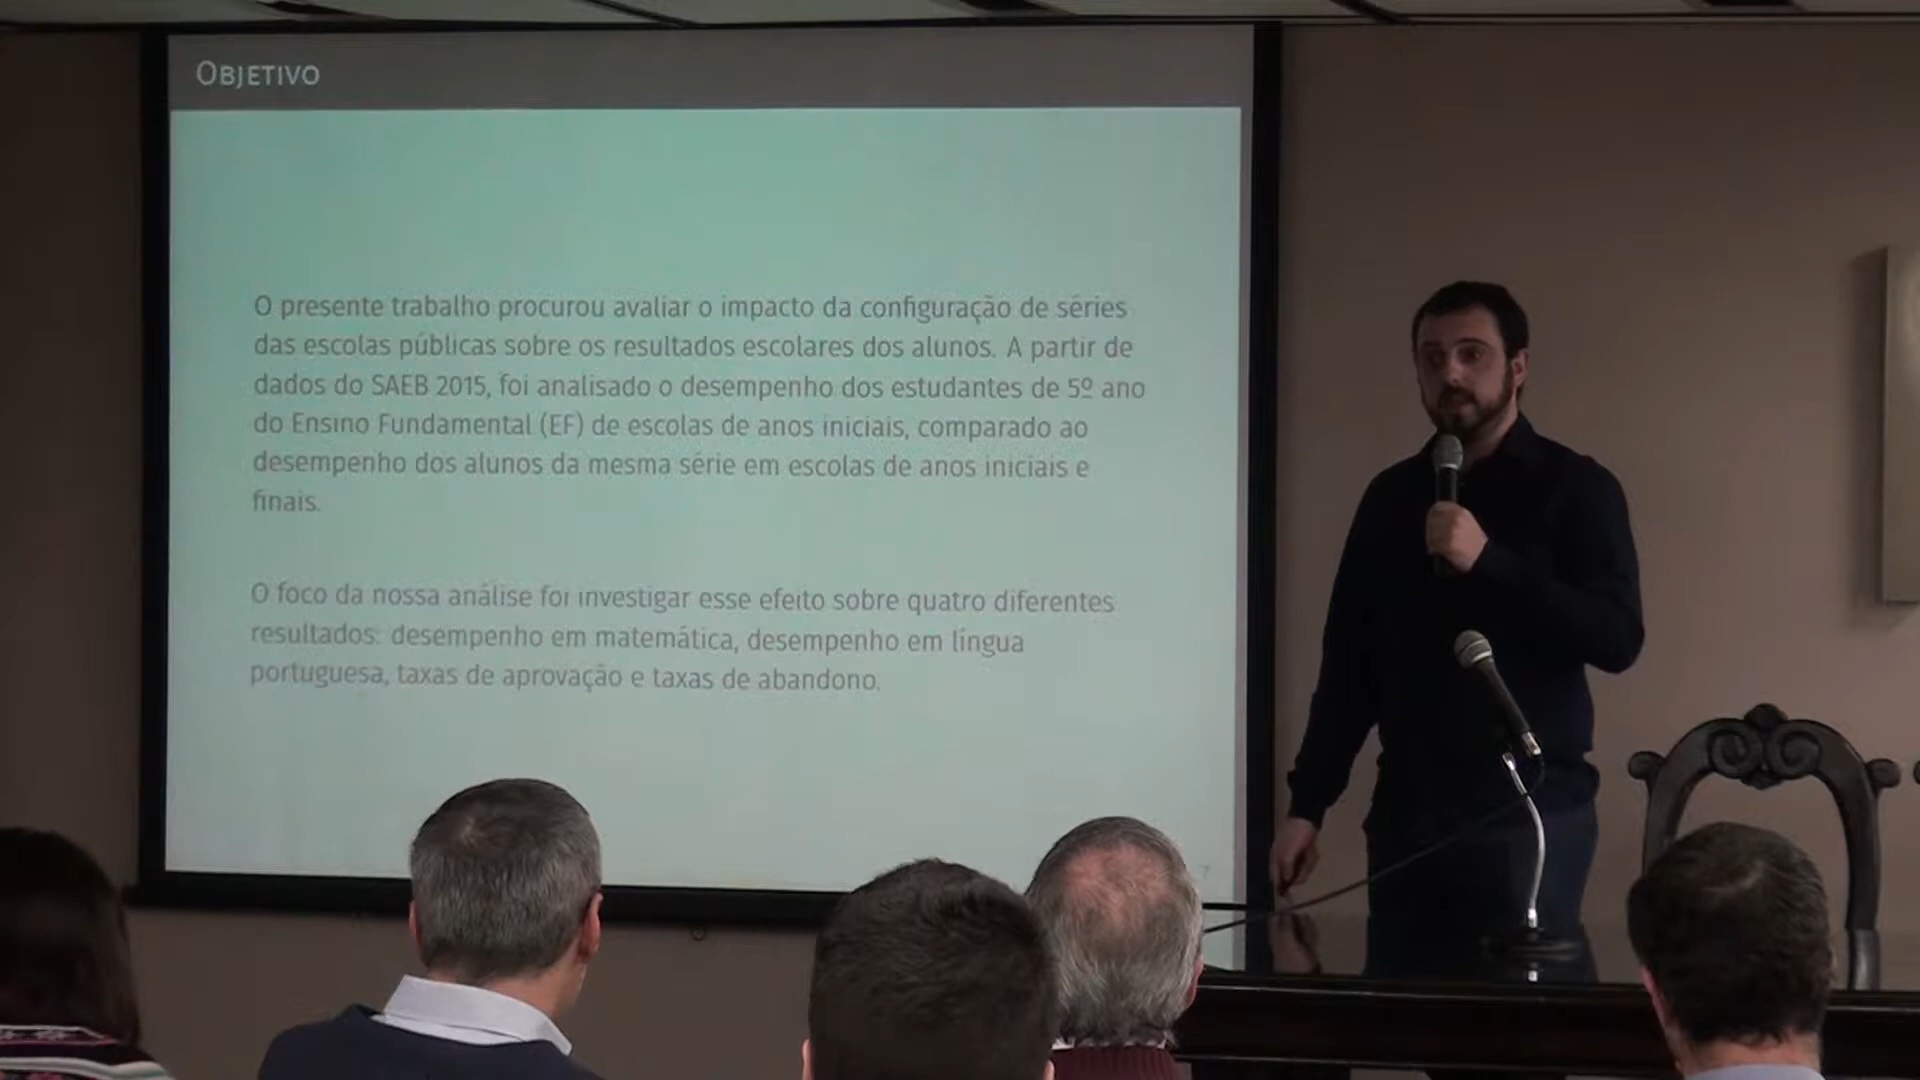 OBJETIVO
O presente trabalho procurou avaliar o impacto da configuração de séries
das escolas públicas sobre os resultados escolares dos alunos. A partir de
dados do SAEB 2015, foi analisado o desempenho dos estudantes de 5º ano
do Ensino Fundamental (EF) de escolas de anos iniciais, comparado ao
desempenho dos alunos da mesma série em escolas de anos iniciais e
finais.
O foco da nossa análise foi investigar esse efeito sobre quatro diferentes
resultados: desempenho em matemática, desempenho em língua
portuguesa, taxas de aprovação e taxas de abandono.
7